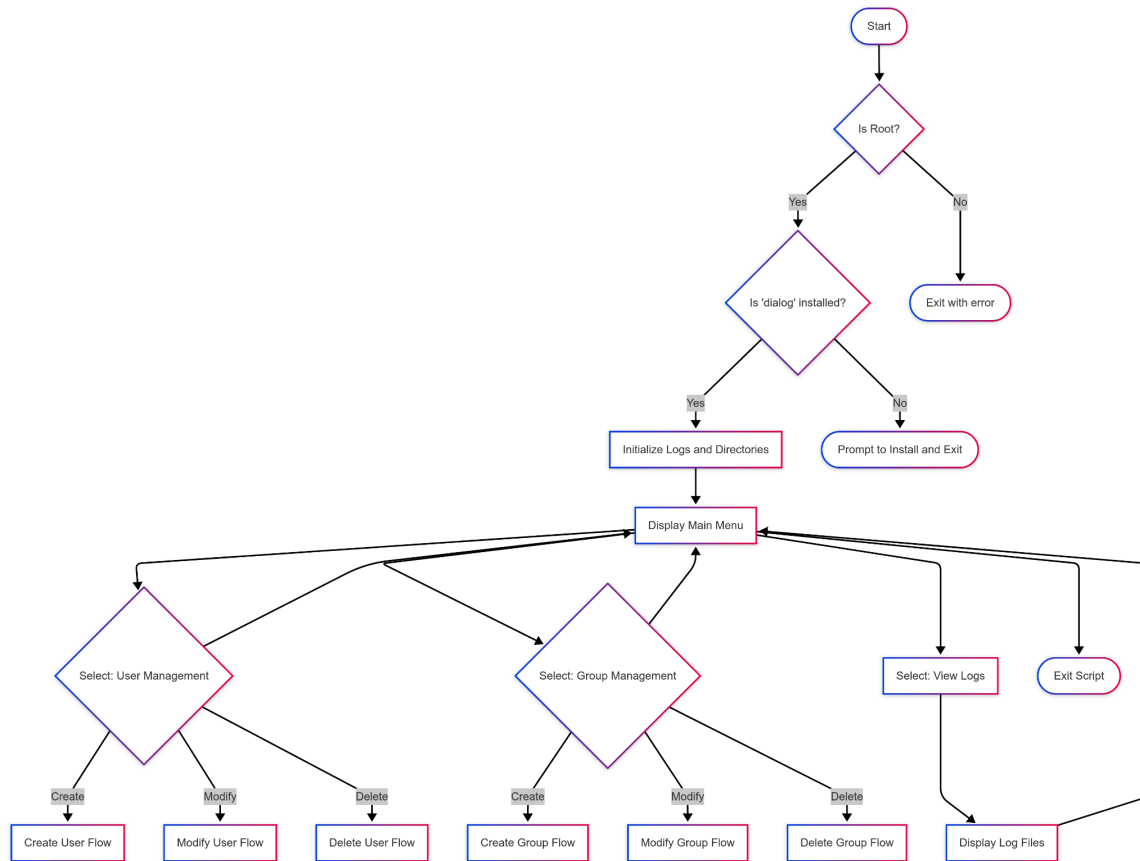 Start
Is Root?
Yes
No
Is 'dialog' installed?
Exit with error
Yes
No
Initialize Logs and Directories
Prompt to Install and Exit
Display Main Menu
Select: User Management
Select: Group Management
Select: View Logs
Exit Script
Create
Modify
Delete
Create
Modify
Delete
Create User Flow
Modify User Flow
Delete User Flow
Create Group Flow
Modify Group Flow
Delete Group Flow
Display Log Files